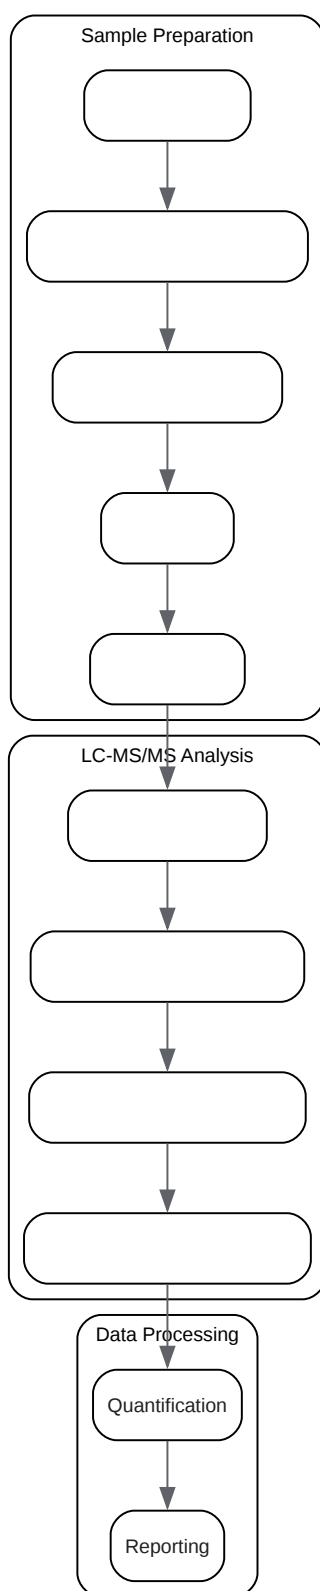 Sample Preparation
LC-MS/MS Analysis
Data Processing
Quantification
Reporting